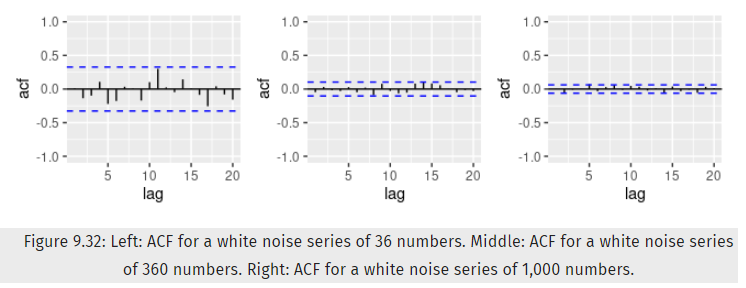 1.0
0.5
0.0
-0.5
-1.0
acf
5 10 15 20
lag
1.0
0.5
0.0
-0.5
-1.0
acf
5 10 15 20
lag
1.0
0.5
0.0
-0.5
-1.0
acf
5 10 15 20
lag
Figure 9.32: Left: ACF for a white noise series of 36 numbers. Middle: ACF for a white noise series
of 360 numbers. Right: ACF for a white noise series of 1,000 numbers.